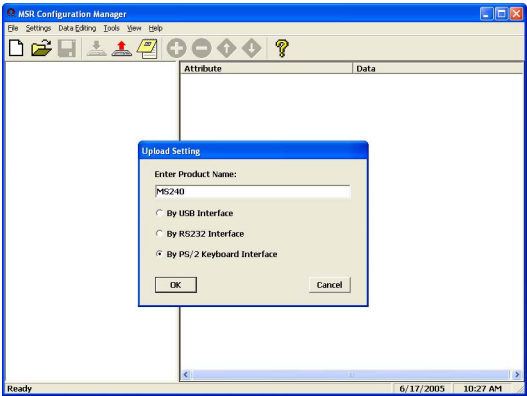 MSR Configuration Manager
File Settings Data Editing Tools View Help
Attribute Data
Upload Setting
Enter Product Name:
MS240
By USB Interface
By RS232 Interface
By PS/2 Keyboard Interface
OK Cancel
Ready 6/17/2005 10:27 AM